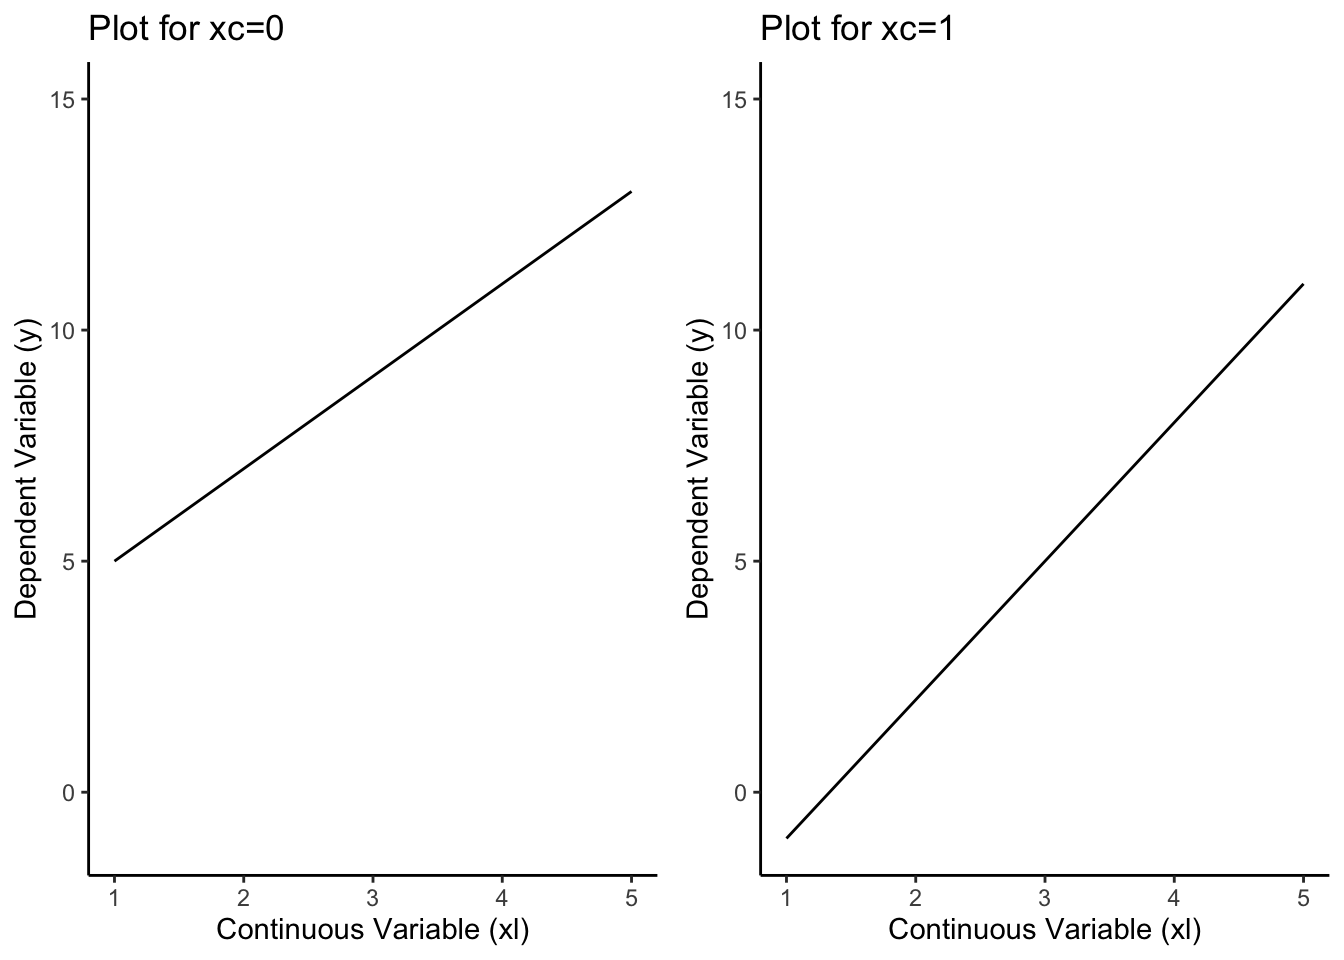 Plot for xc=0
15
10
5
0
Dependent Variable (y)
1 2 3 4 5
Continuous Variable (xl)
Plot for xc=1
15
10
5
0
Dependent Variable (y)
1 2 3 4 5
Continuous Variable (xl)